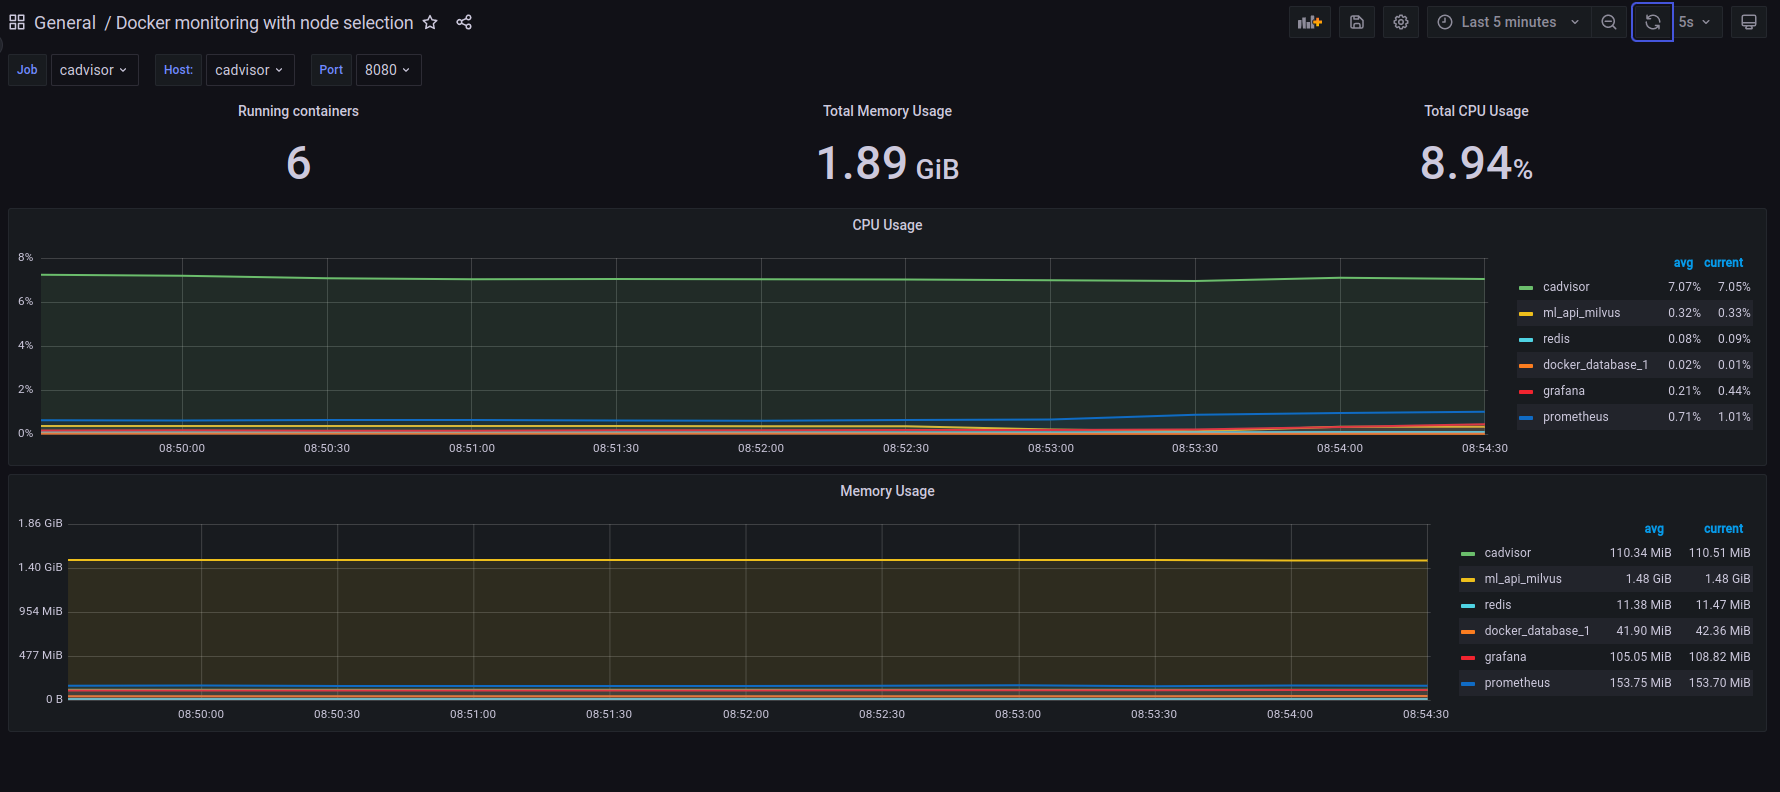 General / Docker monitoring with node selection
Last 5 minutes
5s
Job cadvisor Host: cadvisor Port 8080
Running containers
6
Total Memory Usage
1.89 GiB
Total CPU Usage
8.94%
CPU Usage
8%
6%
4%
2%
0%
08:50:00 08:50:30 08:51:00 08:51:30 08:52:00 08:52:30 08:53:00 08:53:30 08:54:00 08:54:30
avg current
cadvisor 7.07% 7.05%
ml_api_milvus 0.32% 0.33%
redis 0.08% 0.09%
docker_database_1 0.02% 0.01%
grafana 0.21% 0.44%
prometheus 0.71% 1.01%
Memory Usage
1.86 GiB
1.40 GiB
954 MiB
477 MiB
0 B
08:50:00 08:50:30 08:51:00 08:51:30 08:52:00 08:52:30 08:53:00 08:53:30 08:54:00 08:54:30
avg current
cadvisor 110.34 MiB 110.51 MiB
ml_api_milvus 1.48 GiB 1.48 GiB
redis 11.38 MiB 11.47 MiB
docker_database_1 41.90 MiB 42.36 MiB
grafana 105.05 MiB 108.82 MiB
prometheus 153.75 MiB 153.70 MiB